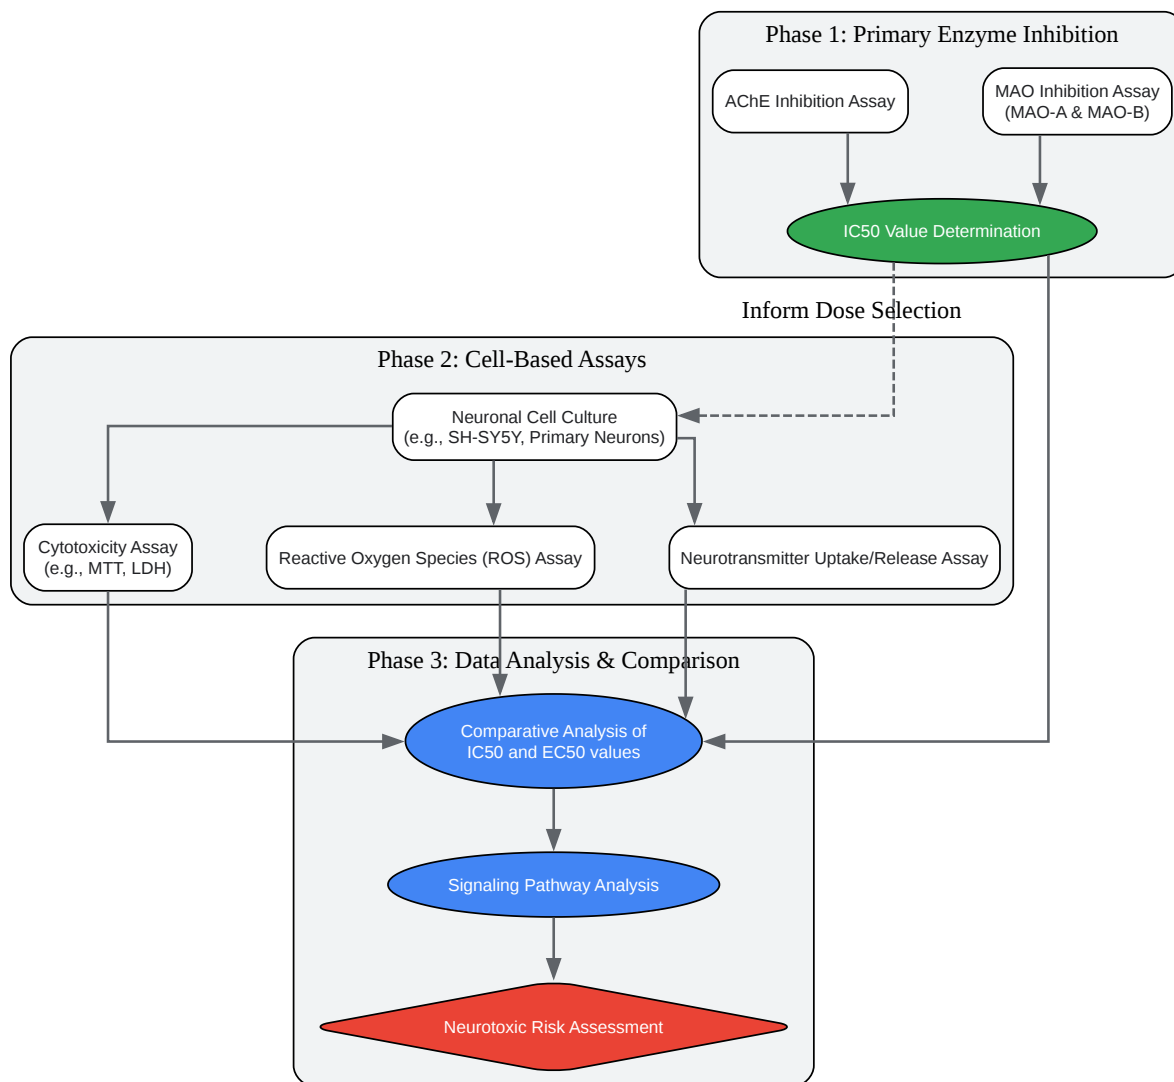 Phase 1: Primary Enzyme Inhibition
AChE Inhibition Assay
MAO Inhibition Assay
(MAO-A & MAO-B)
IC50 Value Determination
Inform Dose Selection
Phase 2: Cell-Based Assays
Neuronal Cell Culture
(e.g., SH-SY5Y, Primary Neurons)
Cytotoxicity Assay
(e.g., MTT, LDH)
Reactive Oxygen Species (ROS) Assay
Neurotransmitter Uptake/Release Assay
Phase 3: Data Analysis & Comparison
Comparative Analysis of
IC50 and EC50 values
Signaling Pathway Analysis
Neurotoxic Risk Assessment